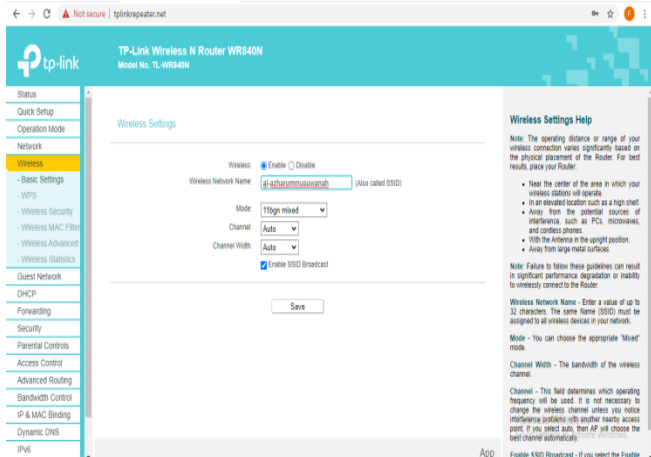 Not secure | tplinkrepeater.net
tp-link
TP-Link Wireless N Router WR840N
Model No. TL-WR840N
Status
Quick Setup
Operation Mode
Network
Wireless
- Basic Settings
- WPS
- Wireless Security
- Wireless MAC Filter
- Wireless Advanced
- Wireless Statistics
Guest Network
DHCP
Forwarding
Security
Parental Controls
Access Control
Advanced Routing
Bandwidth Control
IP & MAC Binding
Dynamic DNS
IPv6
Wireless Settings
Wireless: Enable Disable
Wireless Network Name: al-azharummusuwanah (Also called SSID)
Mode: 11bgn mixed
Channel: Auto
Channel Width: Auto
Enable SSID Broadcast
Save
App
Wireless Settings Help
Note: The operating distance or range of your
wireless connection varies significantly based on
the physical placement of the Router. For best
results, place your Router:
• Near the center of the area in which your
wireless stations will operate.
• In an elevated location such as a high shelf.
• Away from the potential sources of
interference, such as PCs, microwaves,
and cordless phones.
• With the Antenna in the upright position.
• Away from large metal surfaces.
Note: Failure to follow these guidelines can result
in significant performance degradation or inability
to wirelessly connect to the Router.
Wireless Network Name - Enter a value of up to
32 characters. The same Name (SSID) must be
assigned to all wireless devices in your network.
Mode - You can choose the appropriate "Mixed"
mode.
Channel Width - The bandwidth of the wireless
channel.
Channel - This field determines which operating
frequency will be used. It is not necessary to
change the wireless channel unless you notice
interference problems with another nearby access
point. If you select auto, then AP will choose the
best channel automatically.
Enable SSID Broadcast - If you select the Enable